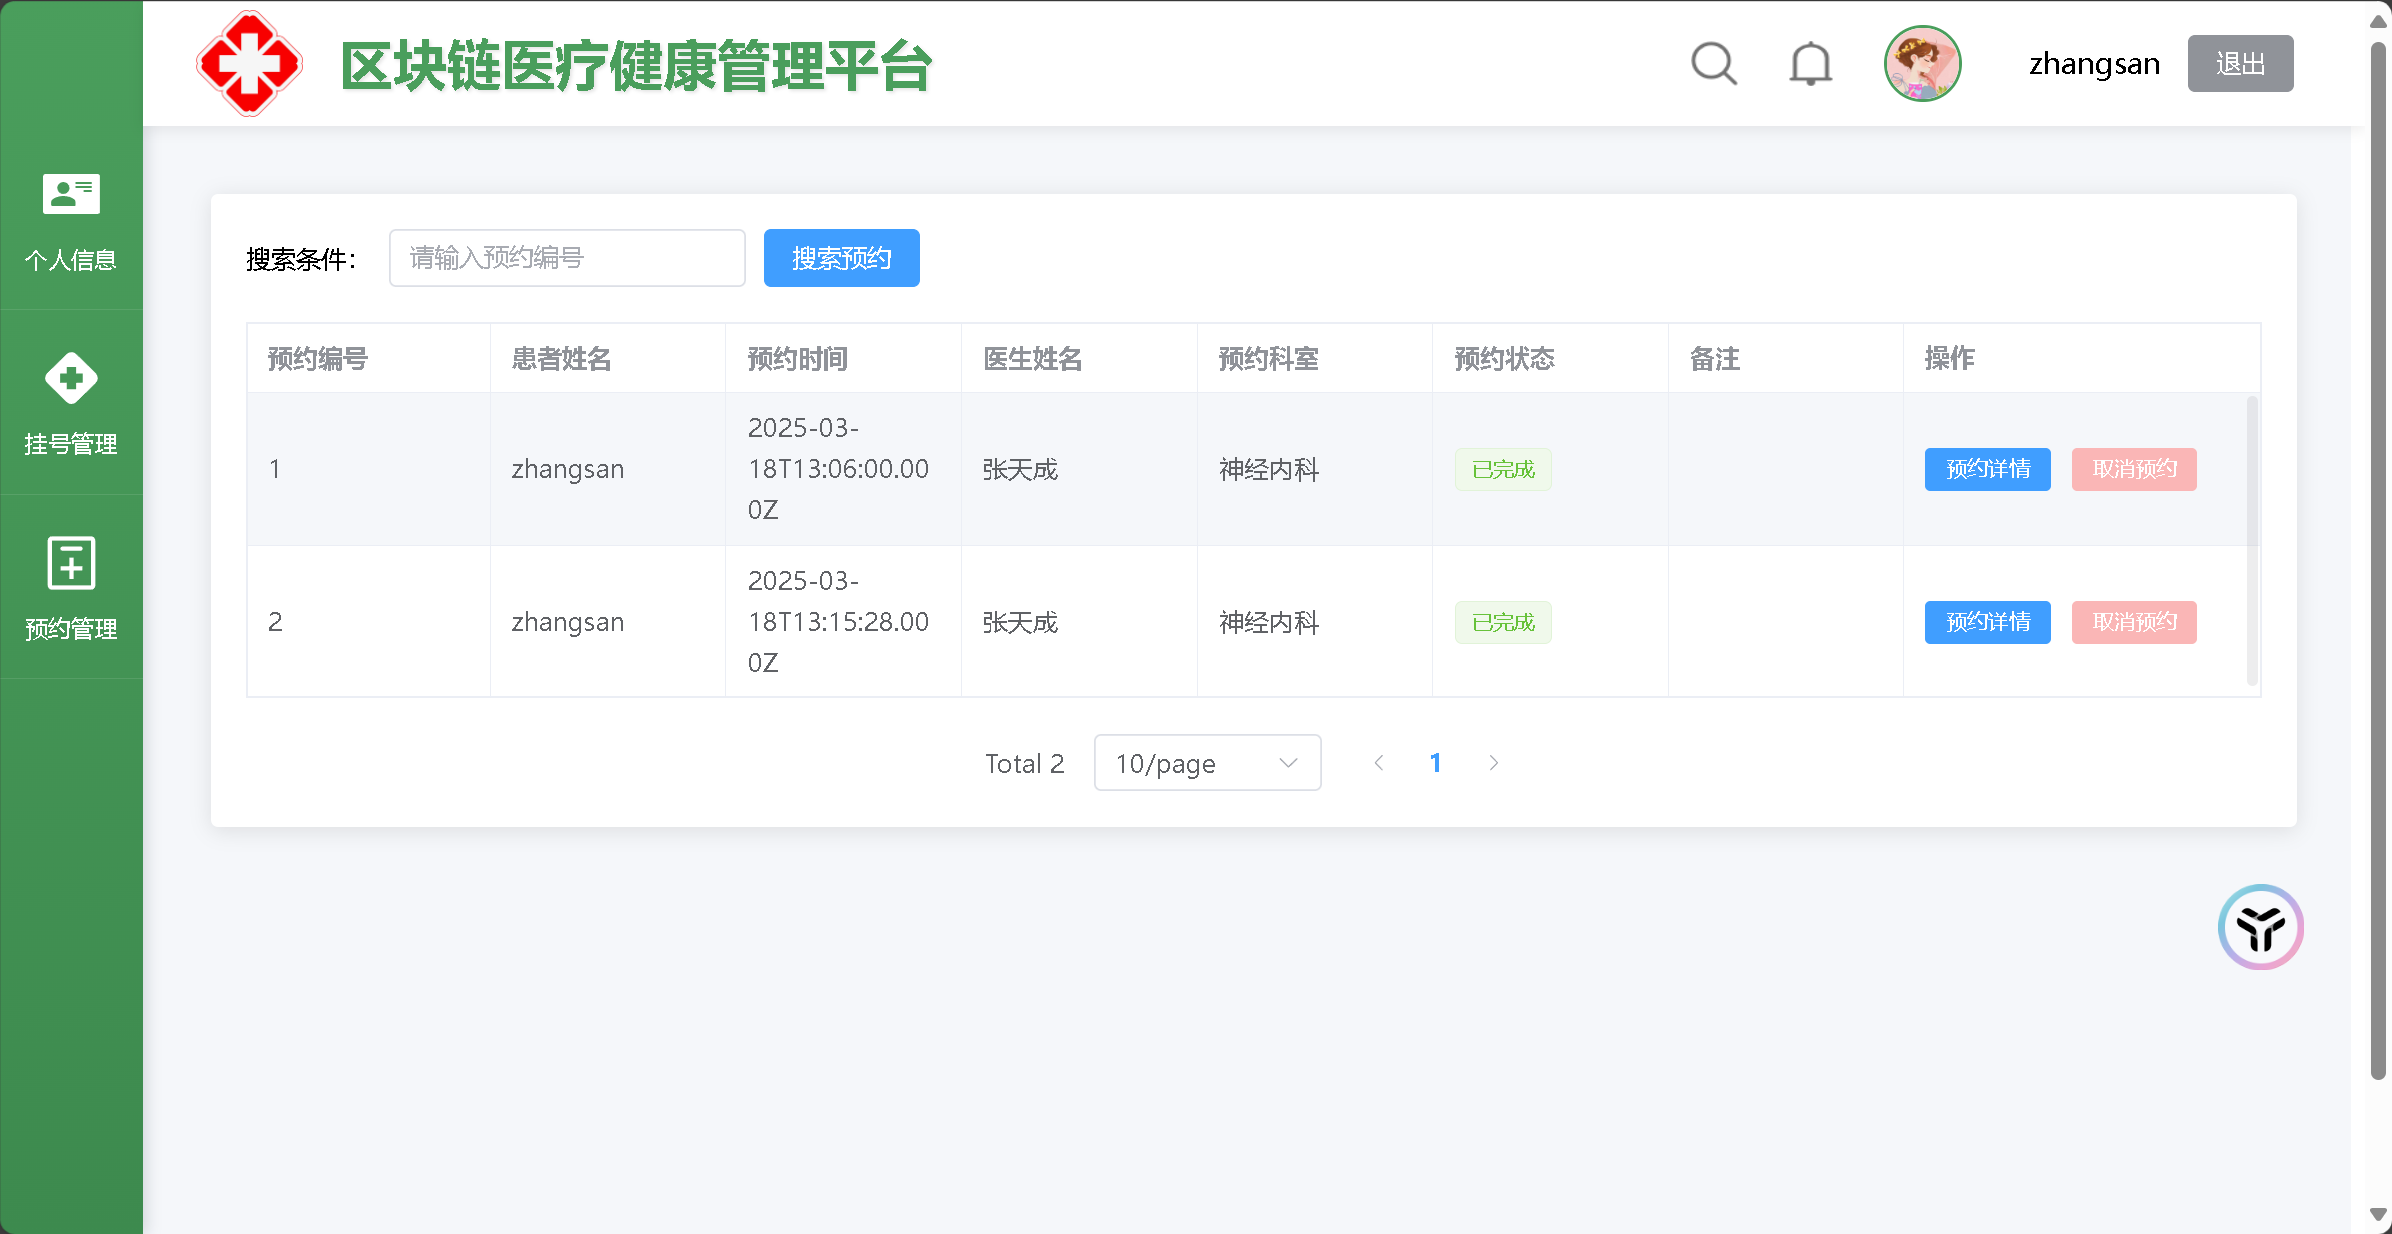 区块链医疗健康管理平台
zhangsan
退出
个人信息
挂号管理
预约管理
搜索条件：
请输入预约编号
搜索预约
预约编号 患者姓名 预约时间 医生姓名 预约科室 预约状态 备注 操作
1 zhangsan 2025-03-
18T13:06:00.00
0Z 张天成 神经内科 已完成 预约详情 取消预约
2 zhangsan 2025-03-
18T13:15:28.00
0Z 张天成 神经内科 已完成 预约详情 取消预约
Total 2 10/page 1